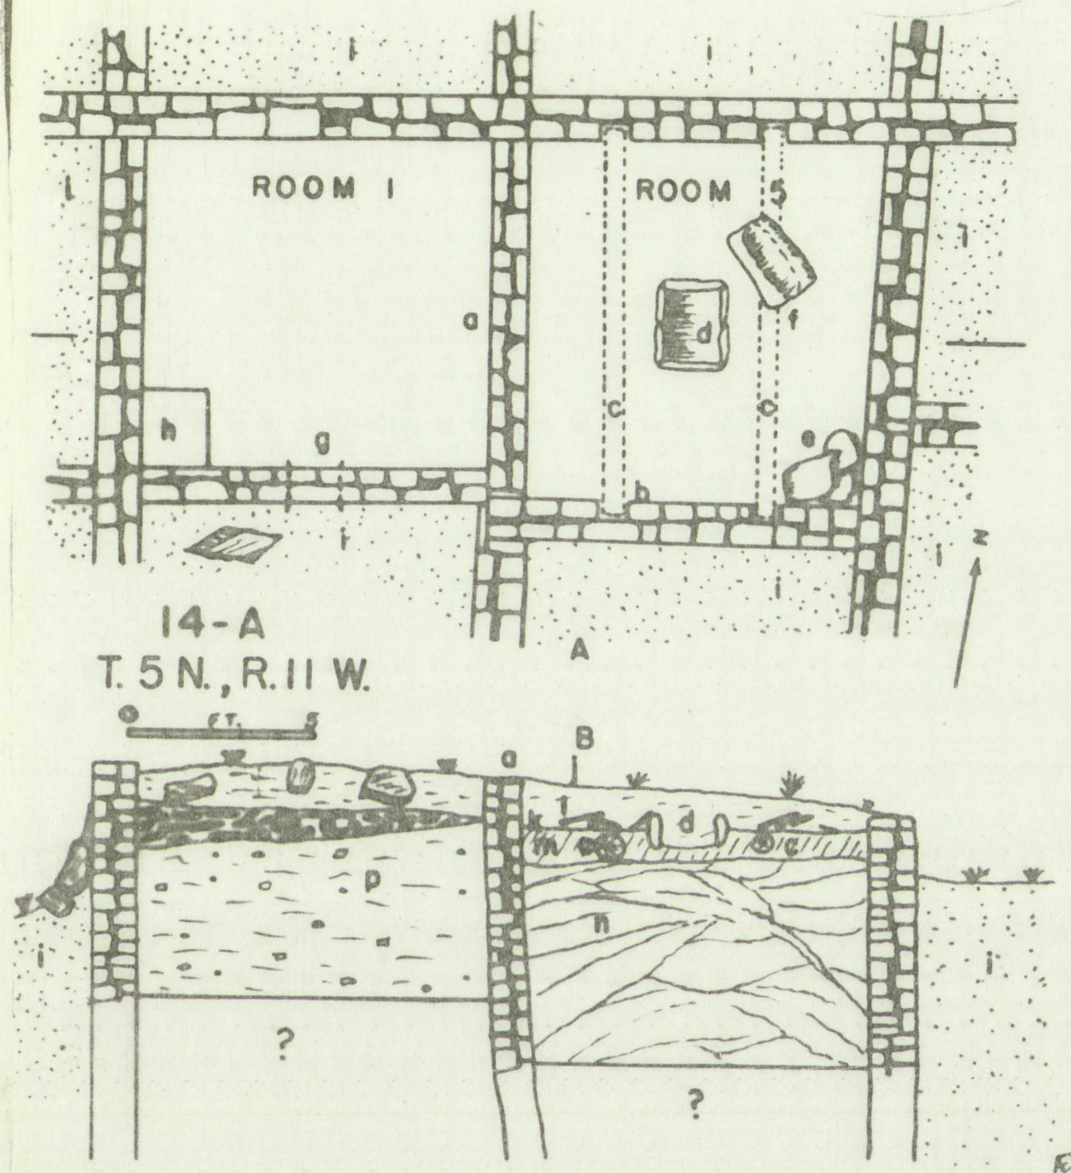 i i
i ROOM 1 ROOM 5 i
a d f
h g c c e
b
i i i
N
A
14-A
T. 5 N., R. 11 W.
0 FT. 5
a B
k l d
m c c
p n
i i
? ?